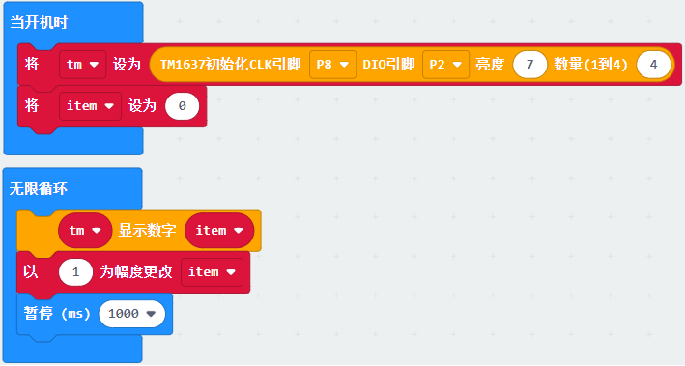 当开机时
将 tm 设为 TM1637初始化CLK引脚 P8 DIO引脚 P2 亮度 7 数量(1到4) 4
将 item 设为 0
无限循环
tm 显示数字 item
以 1 为幅度更改 item
暂停 (ms) 1000